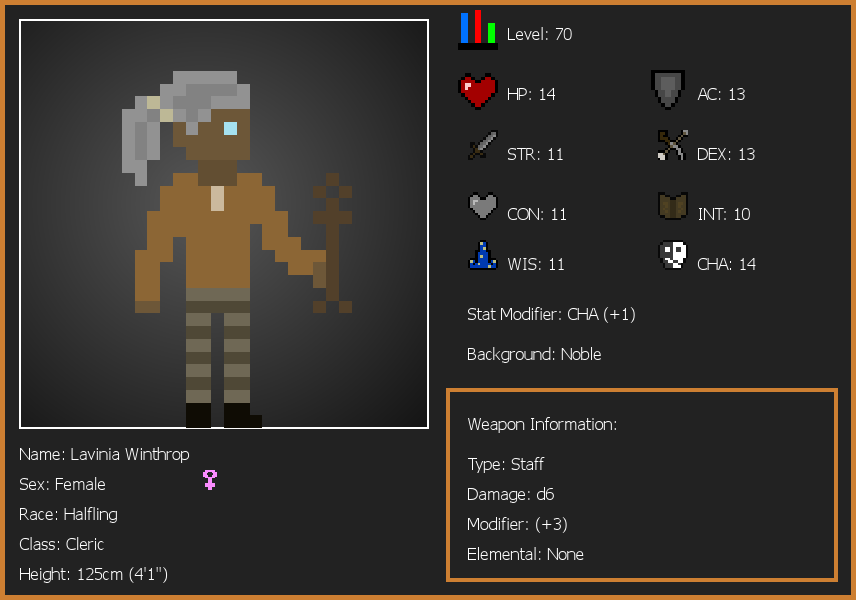 Level: 70
HP: 14
AC: 13
STR: 11
DEX: 13
CON: 11
INT: 10
WIS: 11
CHA: 14
Stat Modifier: CHA (+1)
Background: Noble
Weapon Information:
Type: Staff
Damage: d6
Modifier: (+3)
Elemental: None
Name: Lavinia Winthrop
Sex: Female
Race: Halfling
Class: Cleric
Height: 125cm (4'1")